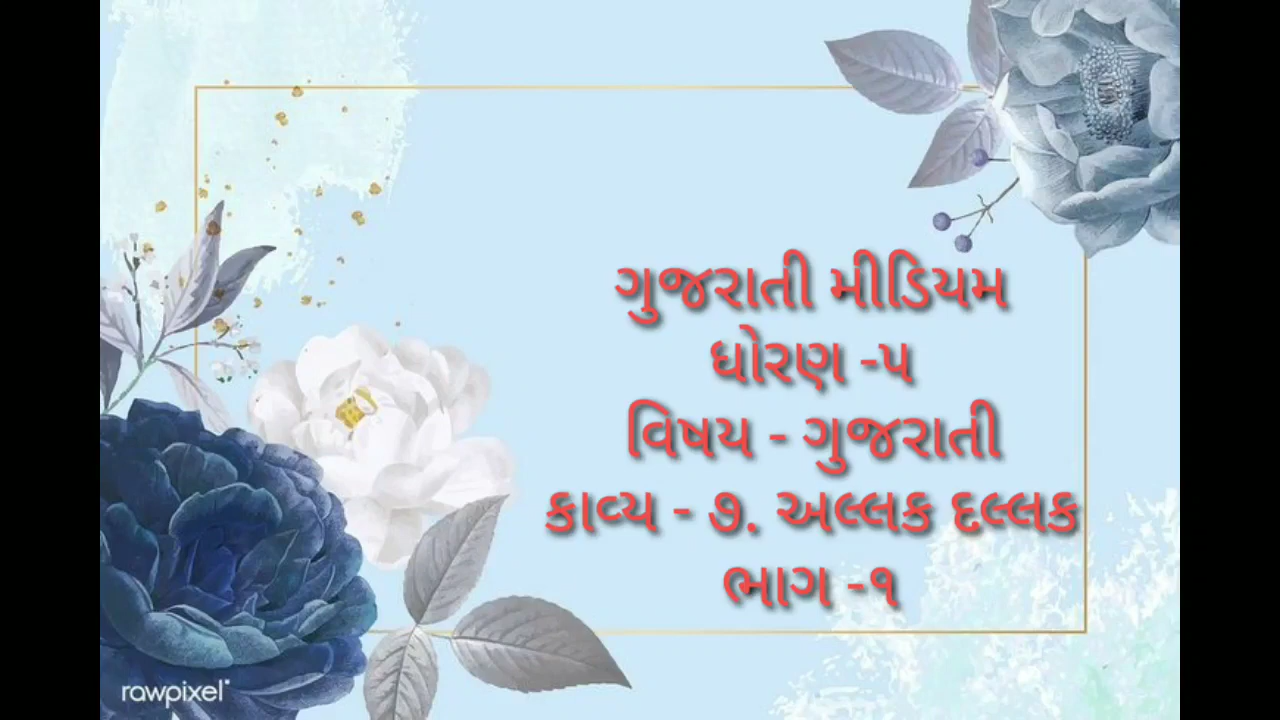 ગુજરાતી મીડિયમ
ધોરણ -૫
વિષય - ગુજરાતી
કાવ્ય - ૭. અલ્લક દલ્લક
ભાગ -૧
rawpixel